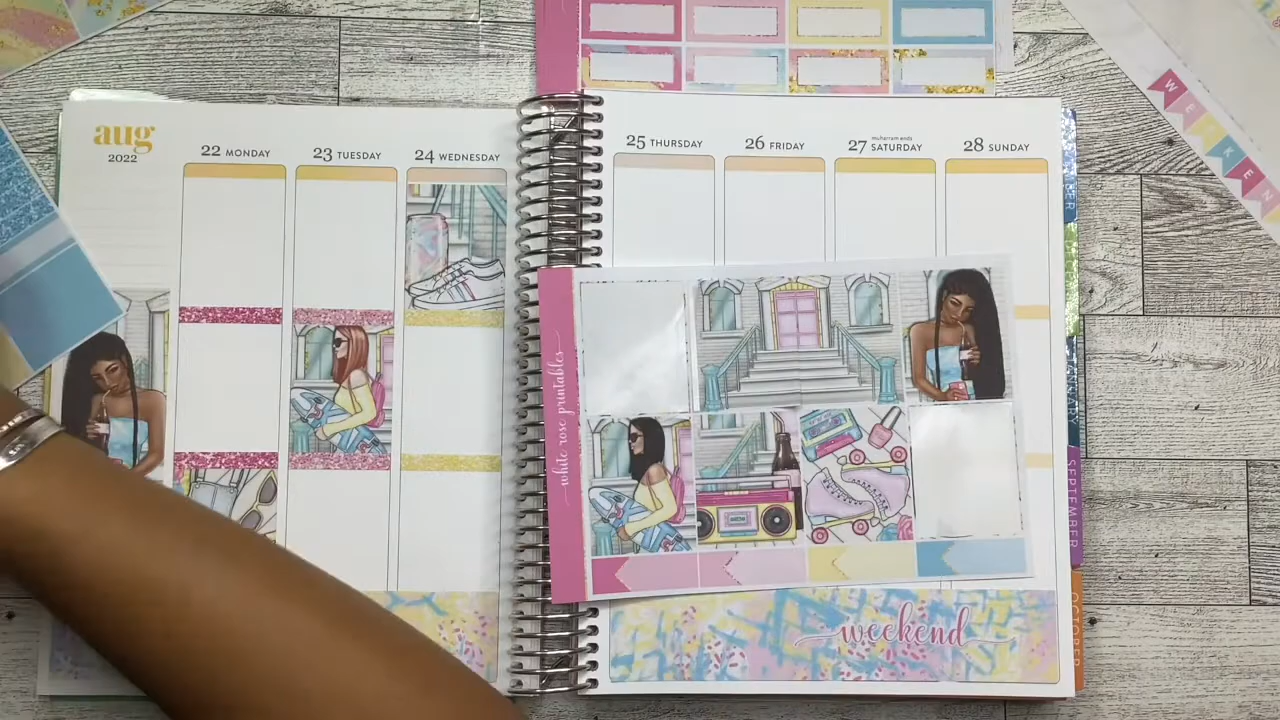 aug
2022
22 MONDAY
23 TUESDAY
24 WEDNESDAY
25 THURSDAY
26 FRIDAY
muharram ends
27 SATURDAY
28 SUNDAY
WEEKEN
white rose printables
weekend
SEPTEMBER
OCTOBER